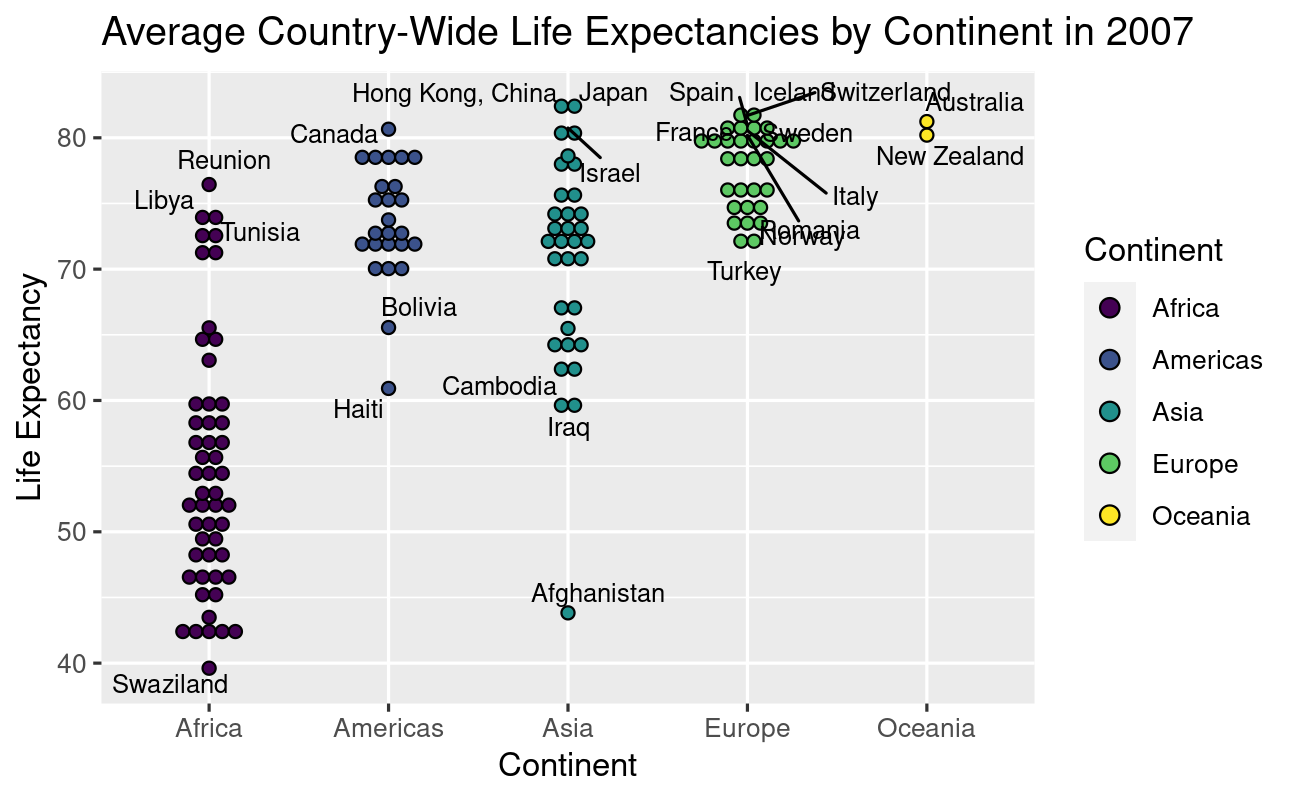 Average Country-Wide Life Expectancies by Continent in 2007
Life Expectancy
80
70
60
50
40
Reunion
Libya
Tunisia
Swaziland
Canada
Bolivia
Haiti
Hong Kong, China
Japan
Israel
Cambodia
Iraq
Afghanistan
Spain
Iceland
Switzerland
France
Sweden
Italy
Romania
Norway
Turkey
Australia
New Zealand
Africa
Americas
Asia
Europe
Oceania
Continent
Continent
Africa
Americas
Asia
Europe
Oceania